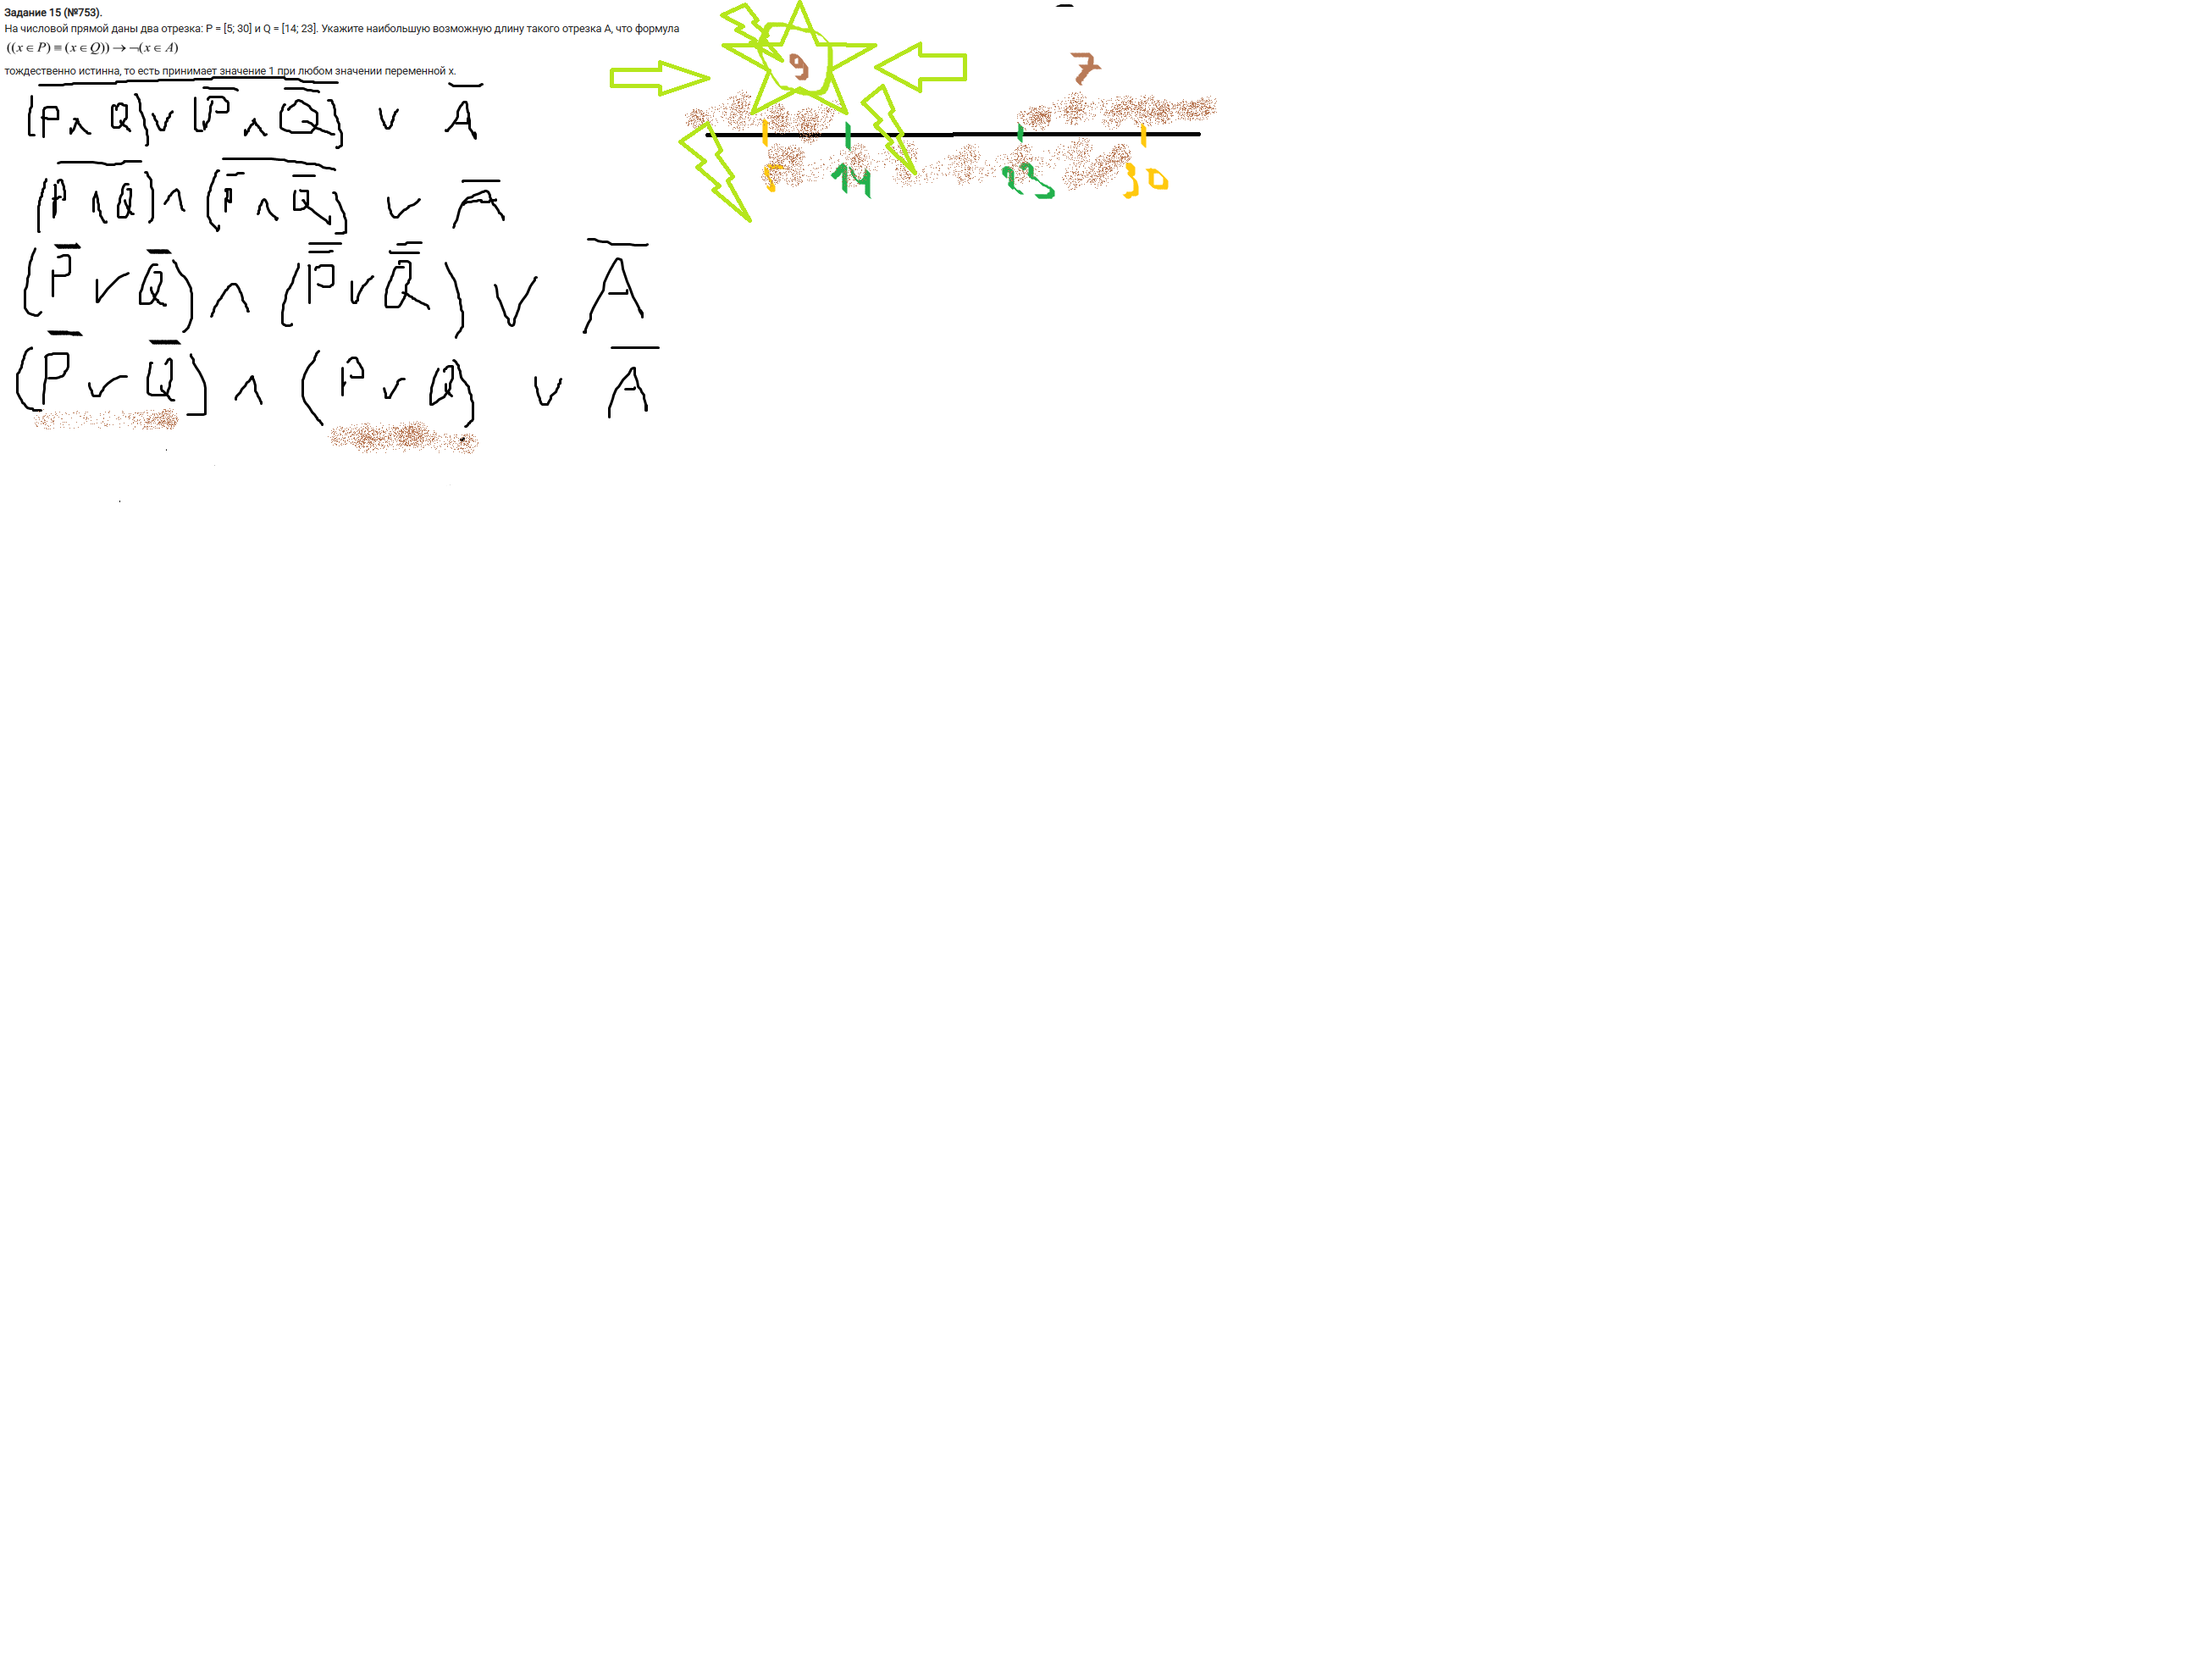 Задание 15 (№753).
На числовой прямой даны два отрезка: P = [5; 30] и Q = [14; 23]. Укажите наибольшую возможную длину такого отрезка A, что формула
((x ∈ P) ≡ (x ∈ Q)) → ¬(x ∈ A)
тождественно истинна, то есть принимает значение 1 при любом значении переменной x.
(P ∧ Q) ∨ (P̅ ∧ Q̅) ∨ A̅
(P ∧ Q) ∧ (P̅ ∧ Q̅) ∨ A̅
(P̅ ∨ Q̅) ∧ (P̿ ∨ Q̿) ∨ A̅
(P̅ ∨ Q̅) ∧ (P ∨ Q) ∨ A̅
9 7
5 14 23 30